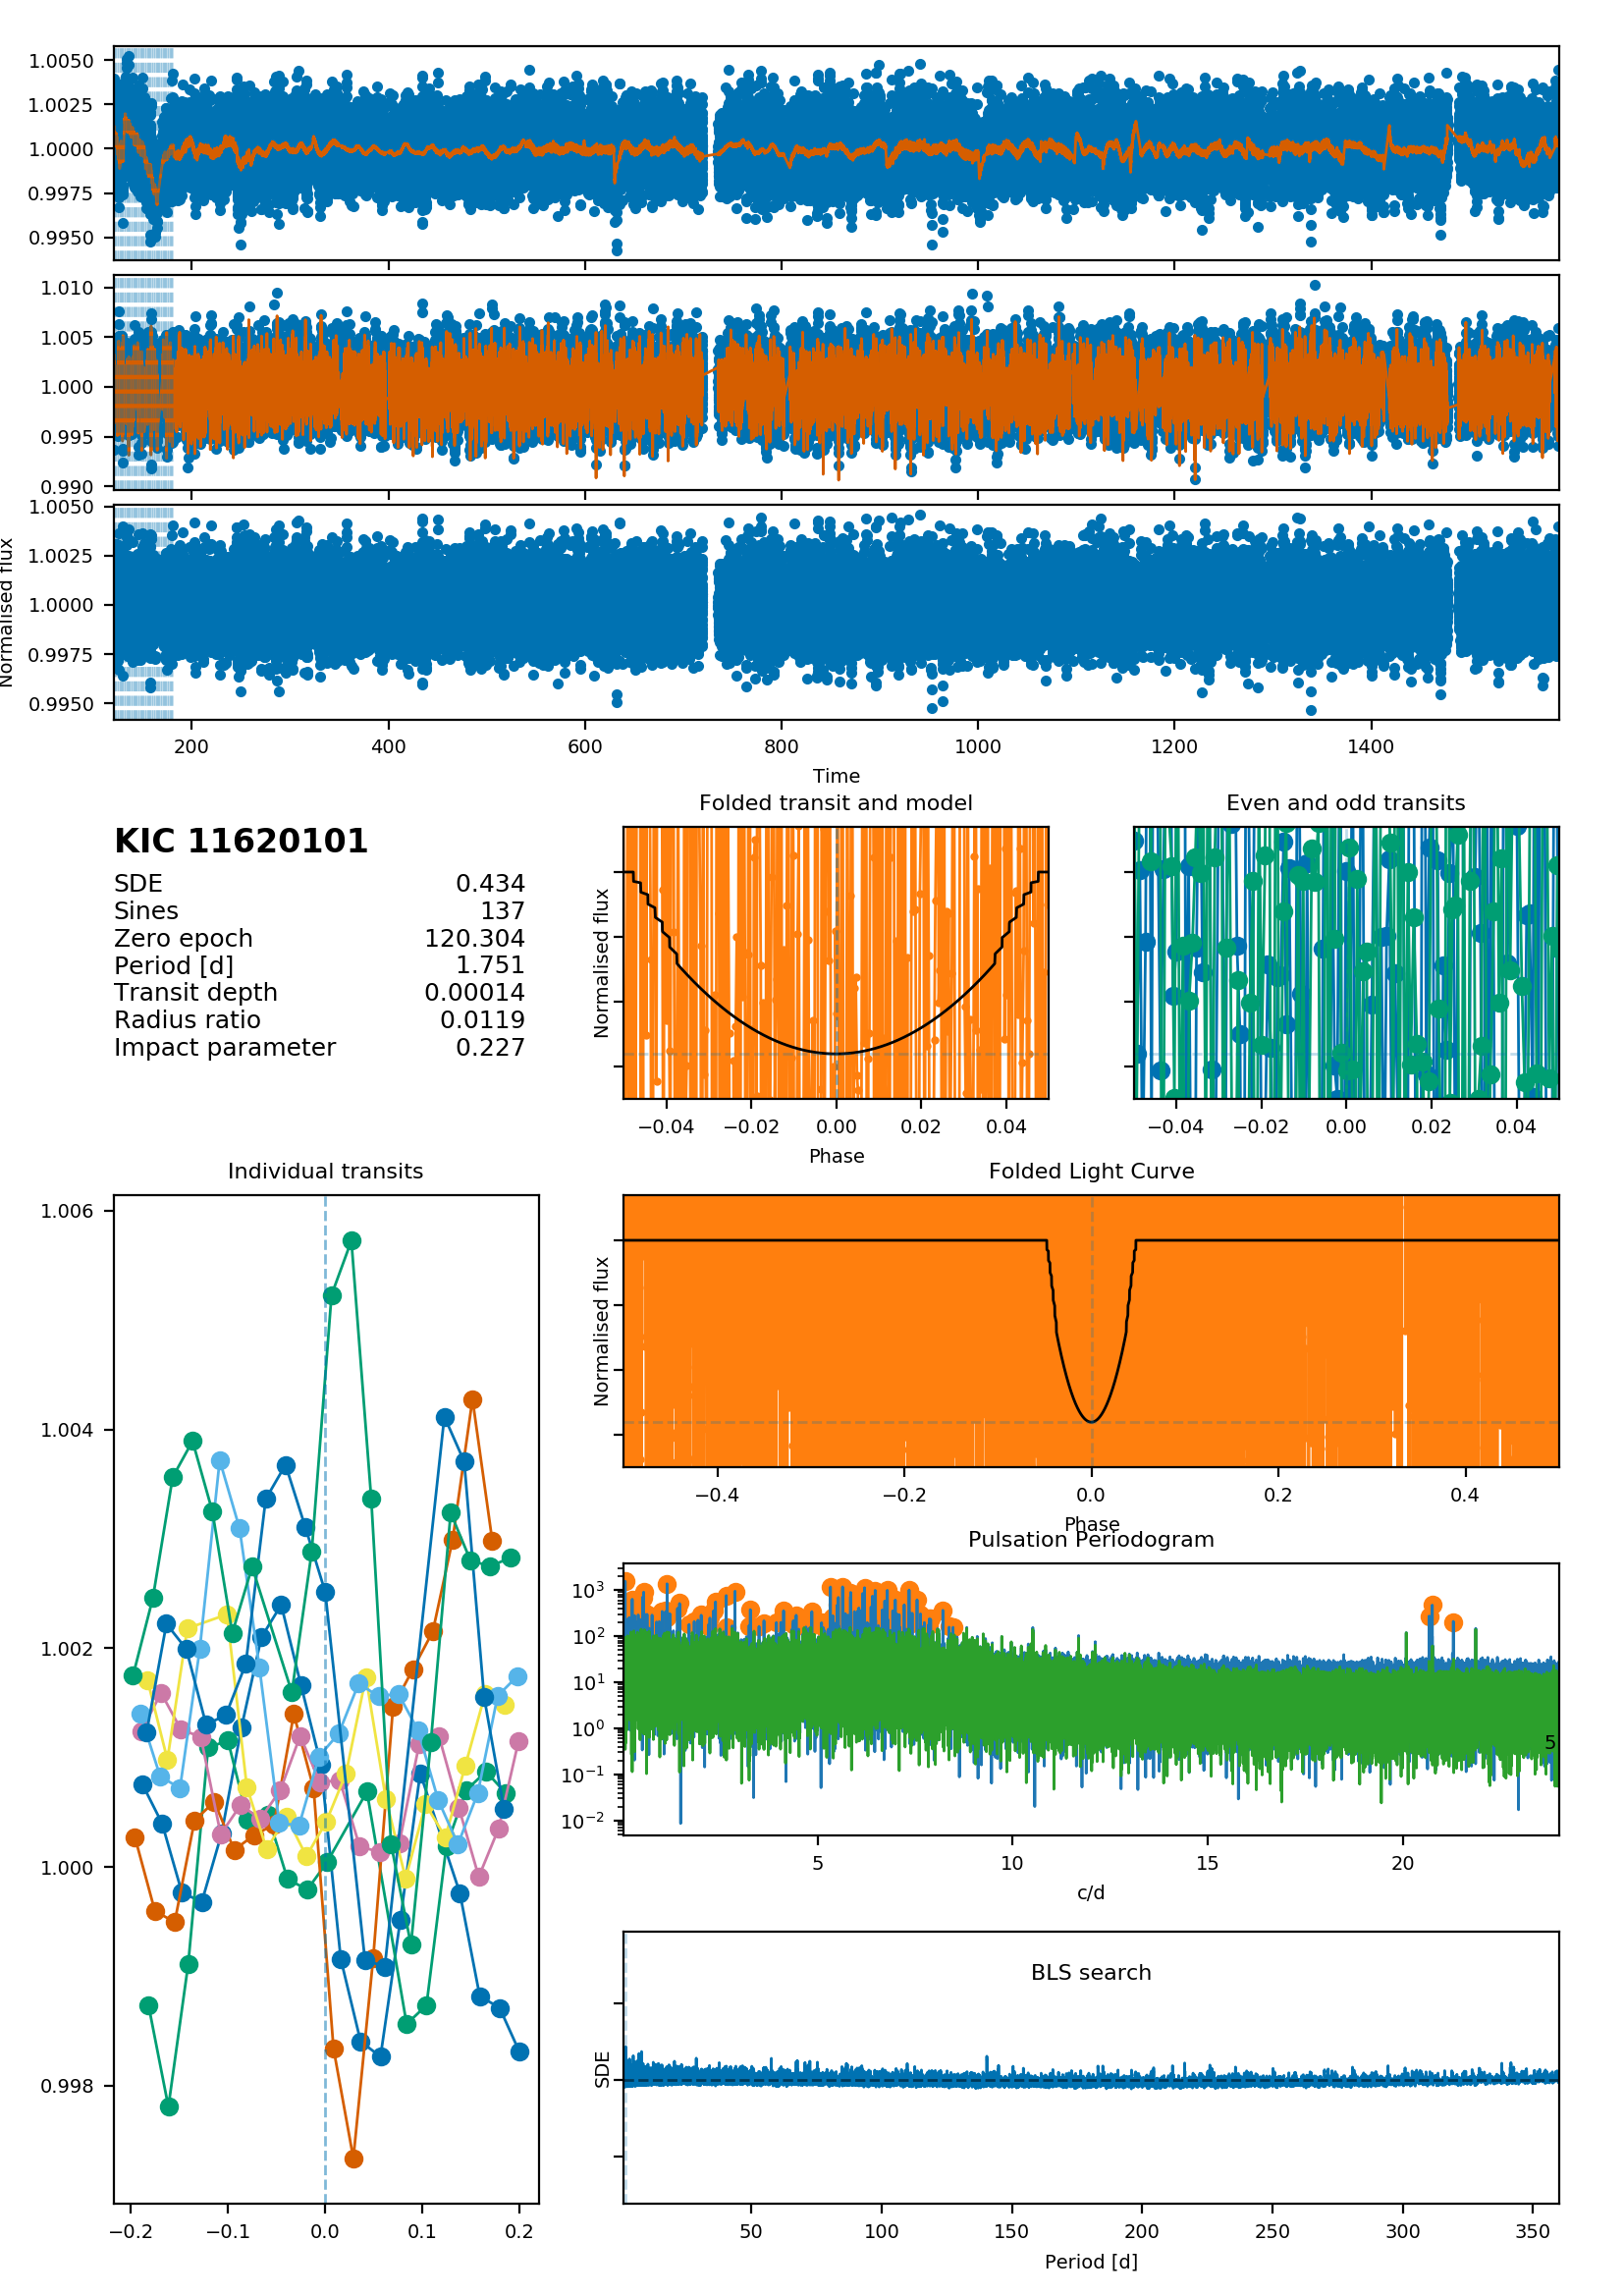 1.0050
1.0025
1.0000
0.9975
0.9950
1.010
1.005
1.000
0.995
0.990
1.0050
1.0025
1.0000
0.9975
0.9950
Normalised flux
200 400 600 800 1000 1200 1400
Time
KIC 11620101
SDE 0.434
Sines 137
Zero epoch 120.304
Period [d] 1.751
Transit depth 0.00014
Radius ratio 0.0119
Impact parameter 0.227
Folded transit and model
Normalised flux
−0.04 −0.02 0.00 0.02 0.04
Phase
Even and odd transits
−0.04 −0.02 0.00 0.02 0.04
Individual transits
1.006
1.004
1.002
1.000
0.998
−0.2 −0.1 0.0 0.1 0.2
Folded Light Curve
Normalised flux
−0.4 −0.2 0.0 0.2 0.4
Phase
Pulsation Periodogram
10³
10²
10¹
10⁰
10⁻¹
10⁻²
5
5 10 15 20
c/d
BLS search
SDE
50 100 150 200 250 300 350
Period [d]